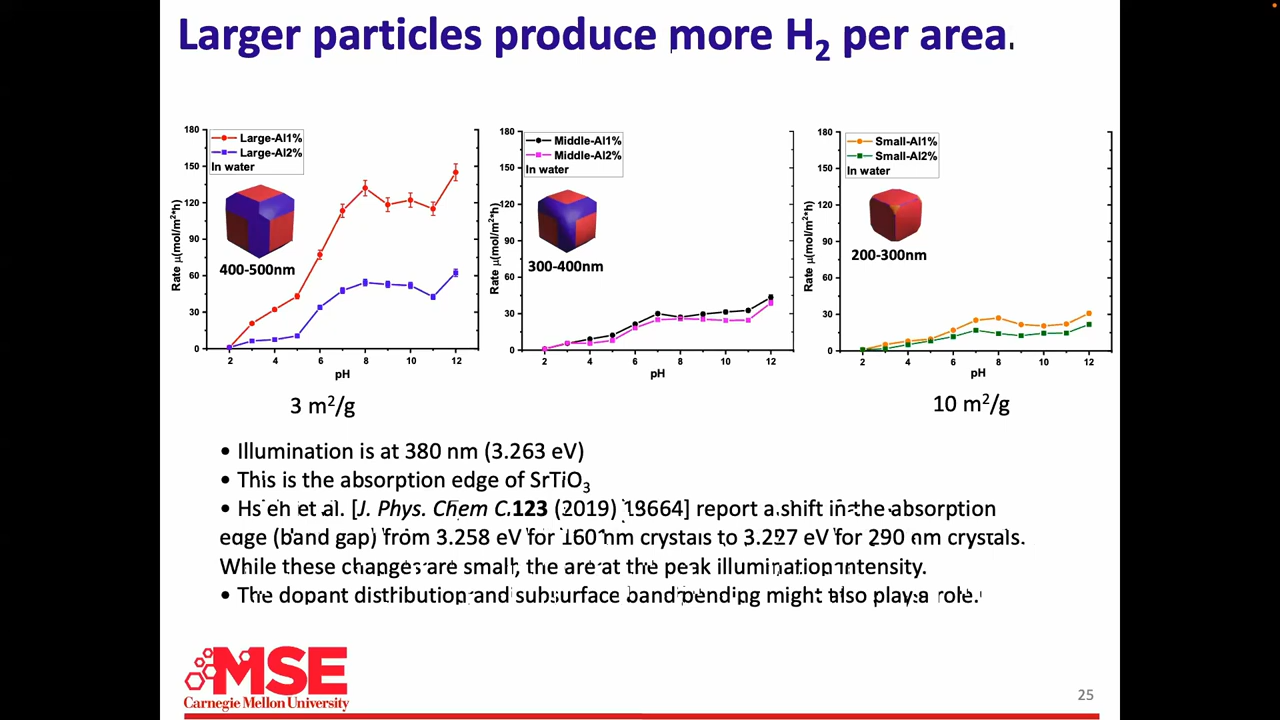 Larger particles produce more H₂ per area.
180
150
120
90
60
30
0
Rate μ(mol/m²*h)
Large-Al1%
Large-Al2%
In water
400-500nm
2 4 6 8 10 12
pH
3 m²/g
180
150
120
90
60
30
0
Rate μ(mol/m²*h)
Middle-Al1%
Middle-Al2%
In water
300-400nm
2 4 6 8 10 12
pH
180
150
120
90
60
30
0
Rate μ(mol/m²*h)
Small-Al1%
Small-Al2%
In water
200-300nm
2 4 6 8 10 12
pH
10 m²/g
• Illumination is at 380 nm (3.263 eV)
• This is the absorption edge of SrTiO₃
• Hsieh et al. [J. Phys. Chem C.123 (2019) 18664] report a shift in the absorption
edge (band gap) from 3.258 eV for 160 nm crystals to 3.227 eV for 290 nm crystals.
While these changes are small, the are at the peak illumination intensity.
• The dopant distribution and subsurface band bending might also play a role.
MSE
Carnegie Mellon University
25